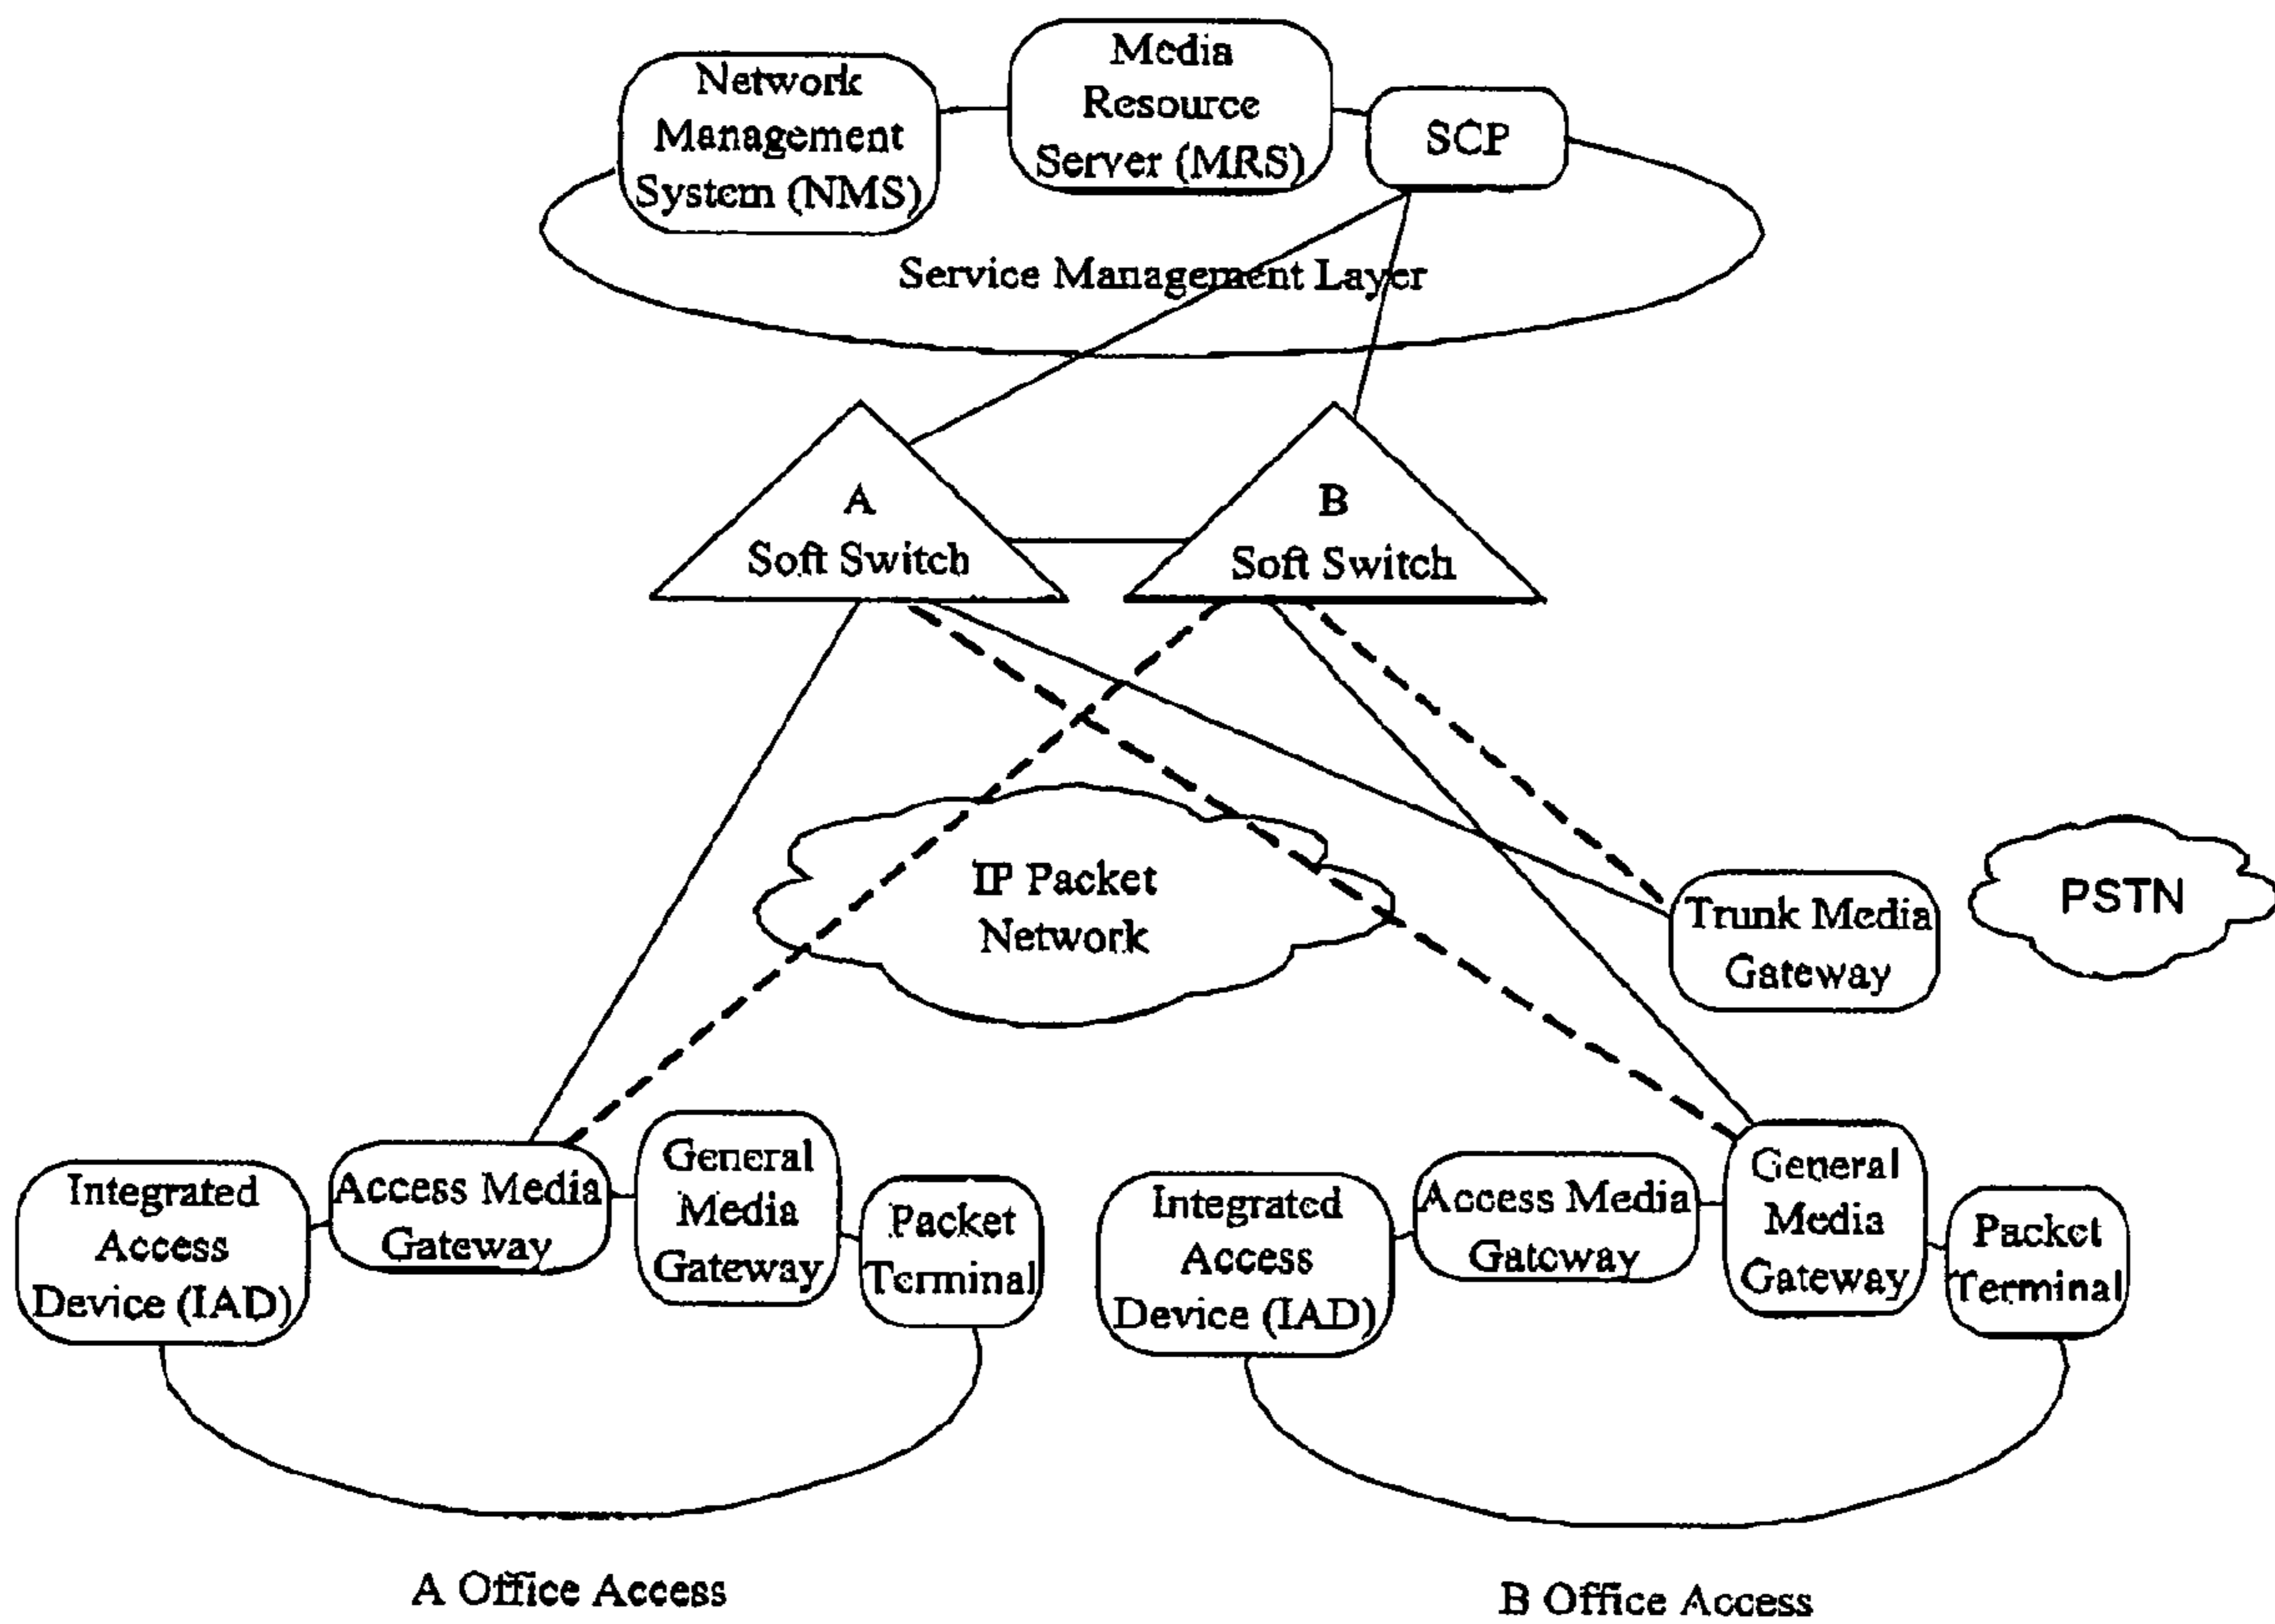 Network
Management
System (NMS)
Media
Resource
Server (MRS)
SCP
Service Management Layer
A
Soft Switch
B
Soft Switch
IP Packet
Network
Trunk Media
Gateway
PSTN
Integrated
Access
Device (IAD)
Access Media
Gateway
General
Media
Gateway
Packet
Terminal
Integrated
Access
Device (IAD)
Access Media
Gateway
General
Media
Gateway
Packet
Terminal
A Office Access
B Office Access